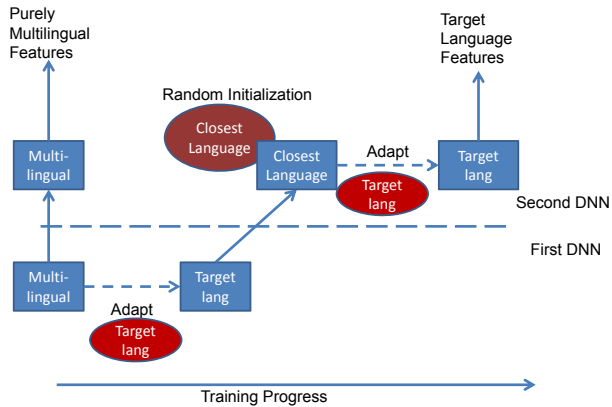 Purely
Multilingual
Features
Target
Language
Features
Random Initialization
Closest
Language
Multi-
lingual
Closest
Language
Adapt
Target
lang
Target
lang
Second DNN
First DNN
Multi-
lingual
Target
lang
Adapt
Target
lang
Training Progress